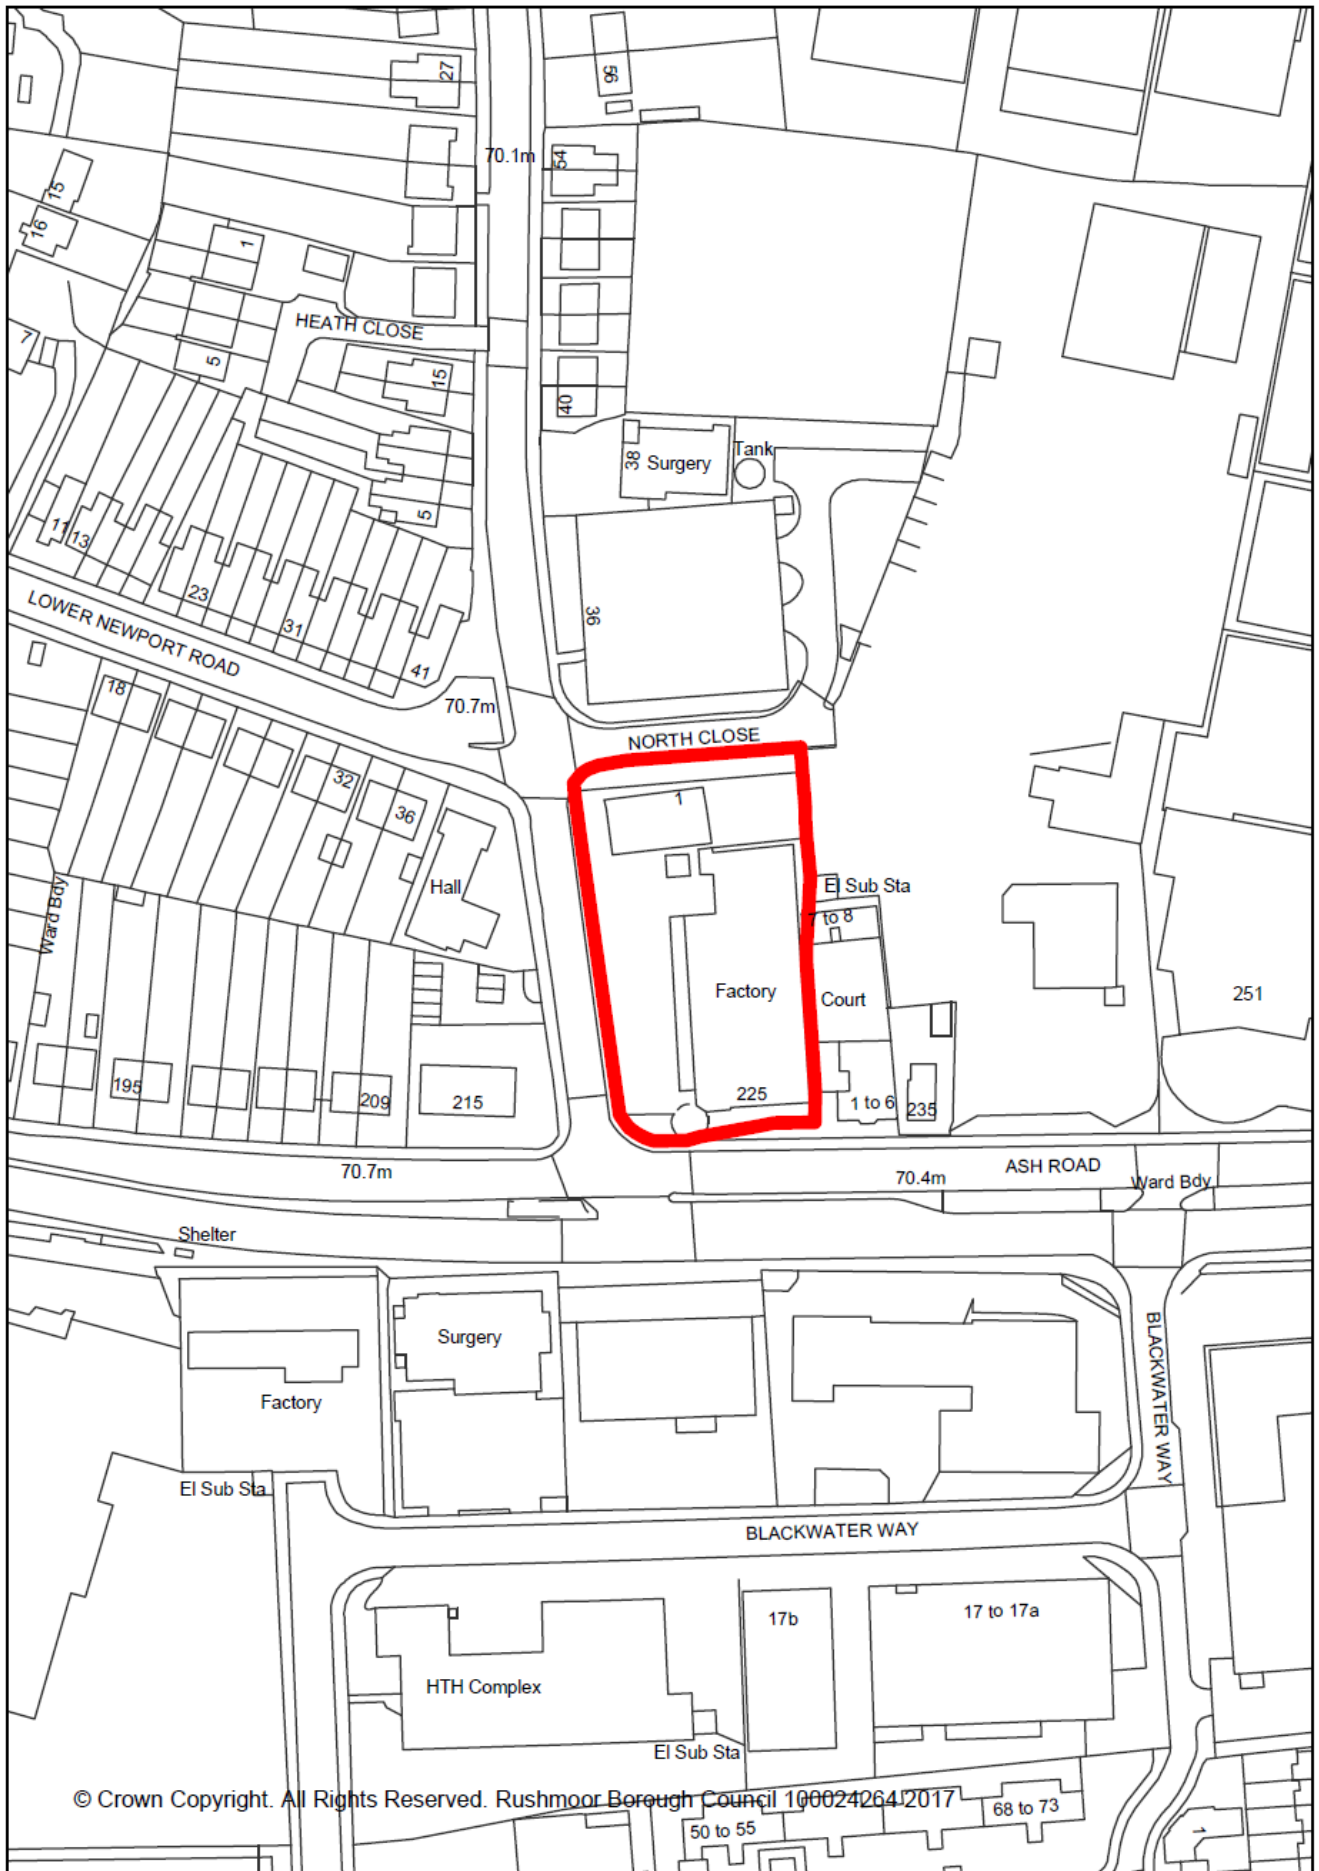 27
56
70.1m
54
15
16
1
HEATH CLOSE
7
5
15
40
38
Surgery
Tank
5
11
13
23
31
36
LOWER NEWPORT ROAD
41
18
70.7m
NORTH CLOSE
32
36
1
Hall
El Sub Sta
Ward Bdy
7 to 8
Factory
Court
251
195
209
215
225
1 to 6
235
70.7m
70.4m
ASH ROAD
Ward Bdy
Shelter
Surgery
BLACKWATER WAY
Factory
El Sub Sta
BLACKWATER WAY
17b
17 to 17a
HTH Complex
El Sub Sta
© Crown Copyright. All Rights Reserved. Rushmoor Borough Council 100024264 2017
68 to 73
50 to 55
1